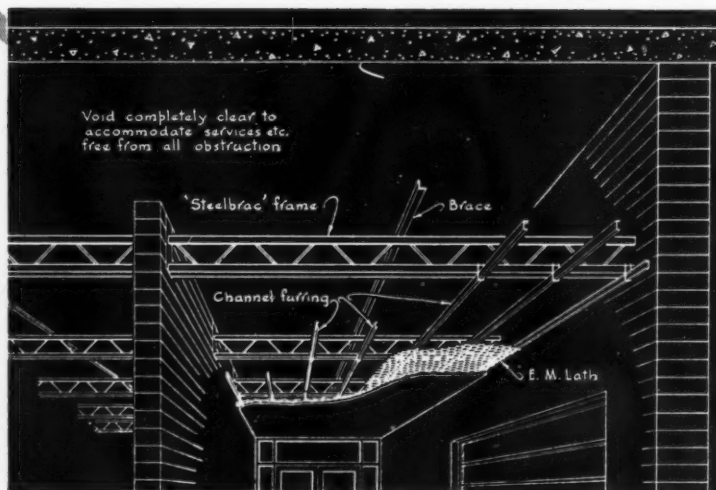 Void completely clear to
accommodate services etc.
free from all obstruction
'Steelbrac' frame
Brace
Channel furring
E. M. Lath